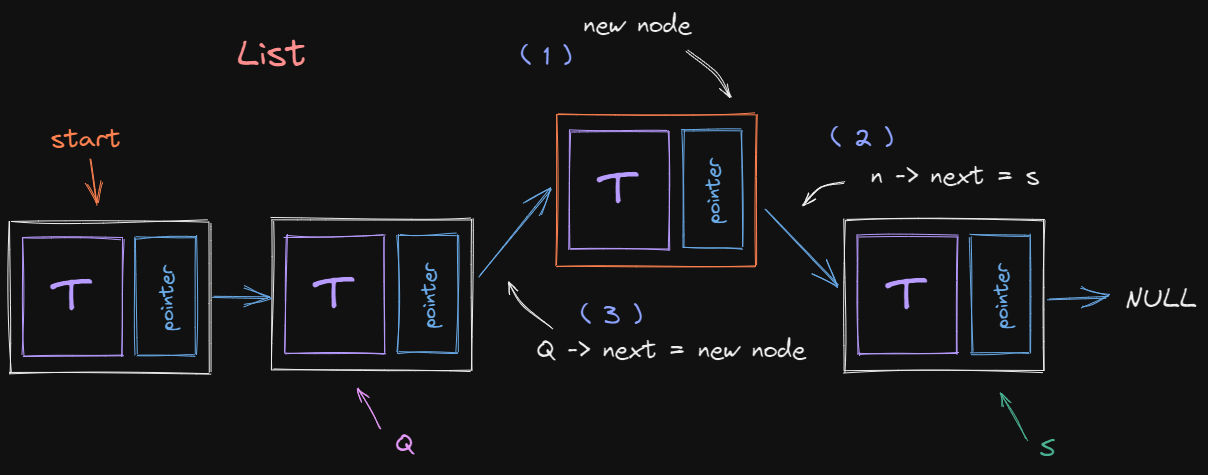 List
start
( 1 )
new node
T
pointer
( 2 )
n -> next = s
T
pointer
T
pointer
( 3 )
Q -> next = new node
T
pointer
NULL
Q
S